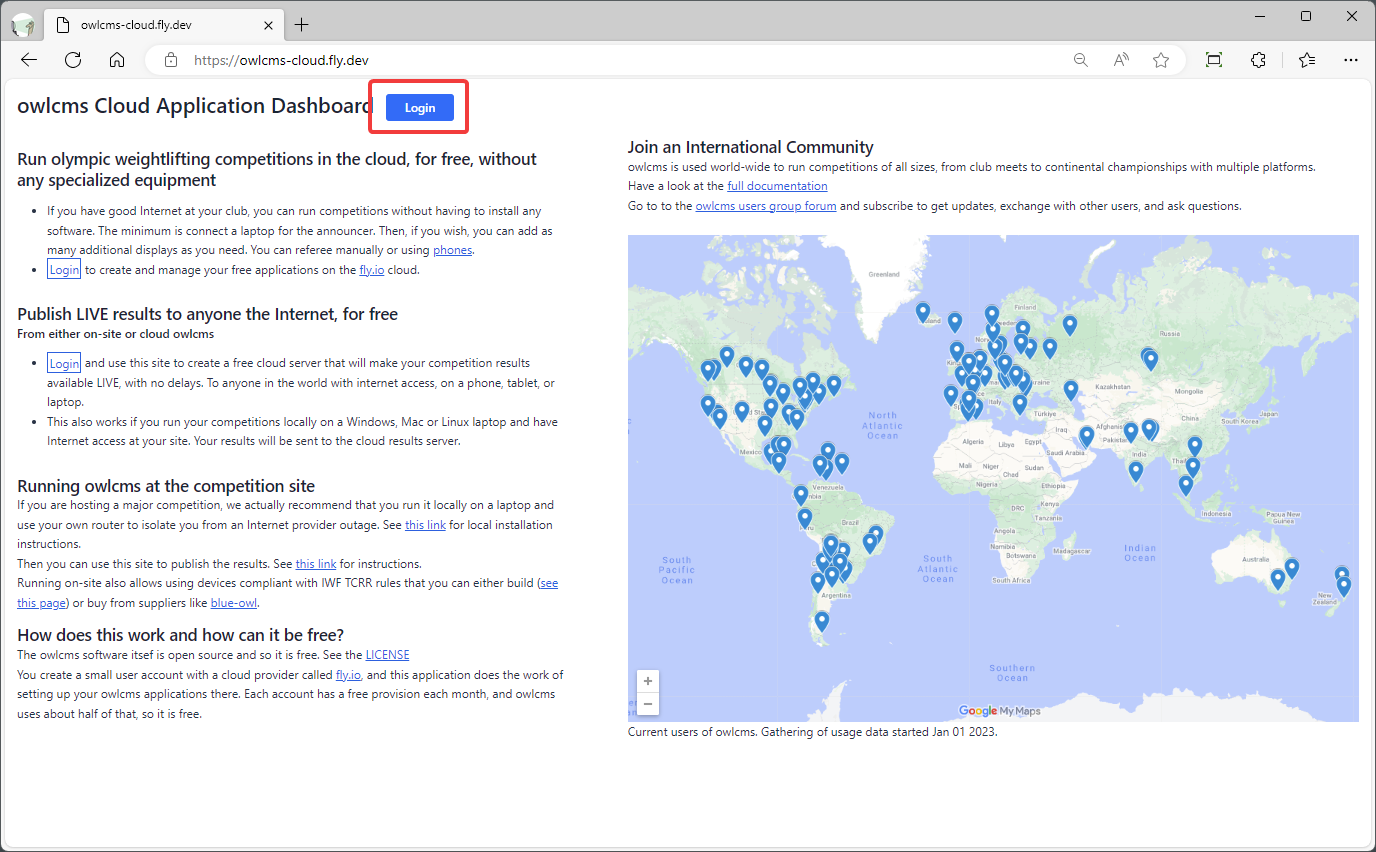 owlcms-cloud.fly.dev
https://owlcms-cloud.fly.dev
owlcms Cloud Application Dashboard
Login
Run olympic weightlifting competitions in the cloud, for free, without
any specialized equipment
If you have good Internet at your club, you can run competitions without having to install any
software. The minimum is connect a laptop for the announcer. Then, if you wish, you can add as
many additional displays as you need. You can referee manually or using phones.
Login to create and manage your free applications on the fly.io cloud.
Publish LIVE results to anyone the Internet, for free
From either on-site or cloud owlcms
Login and use this site to create a free cloud server that will make your competition results
available LIVE, with no delays. To anyone in the world with internet access, on a phone, tablet, or
laptop.
This also works if you run your competitions locally on a Windows, Mac or Linux laptop and have
Internet access at your site. Your results will be sent to the cloud results server.
Running owlcms at the competition site
If you are hosting a major competition, we actually recommend that you run it locally on a laptop and
use your own router to isolate you from an Internet provider outage. See this link for local installation
instructions.
Then you can use this site to publish the results. See this link for instructions.
Running on-site also allows using devices compliant with IWF TCRR rules that you can either build (see
this page) or buy from suppliers like blue-owl.
How does this work and how can it be free?
The owlcms software itsef is open source and so it is free. See the LICENSE
You create a small user account with a cloud provider called fly.io, and this application does the work of
setting up your owlcms applications there. Each account has a free provision each month, and owlcms
uses about half of that, so it is free.
Join an International Community
owlcms is used world-wide to run competitions of all sizes, from club meets to continental championships with multiple platforms.
Have a look at the full documentation
Go to to the owlcms users group forum and subscribe to get updates, exchange with other users, and ask questions.
Greenland
Finland
Russia
Canada
Kazakhstan
Mongolia
North
Atlantic
Ocean
Türkiye
China
Japan
South Korea
Iraq
Afghanistan
Pakistan
Algeria
Libya
Egypt
Saudi Arabia
Mexico
India
Mali
Niger
Chad
Sudan
Nigeria
Ethiopia
Venezuela
Kenya
DRC
Tanzania
Indonesia
Papua New
Guinea
Brazil
Angola
Namibia
Botswana
Madagascar
South
Pacific
Ocean
South
Atlantic
Ocean
Indian
Ocean
Australia
South Africa
Argentina
New
Zealand
Southern
Ocean
+
−
Google My Maps
Current users of owlcms. Gathering of usage data started Jan 01 2023.